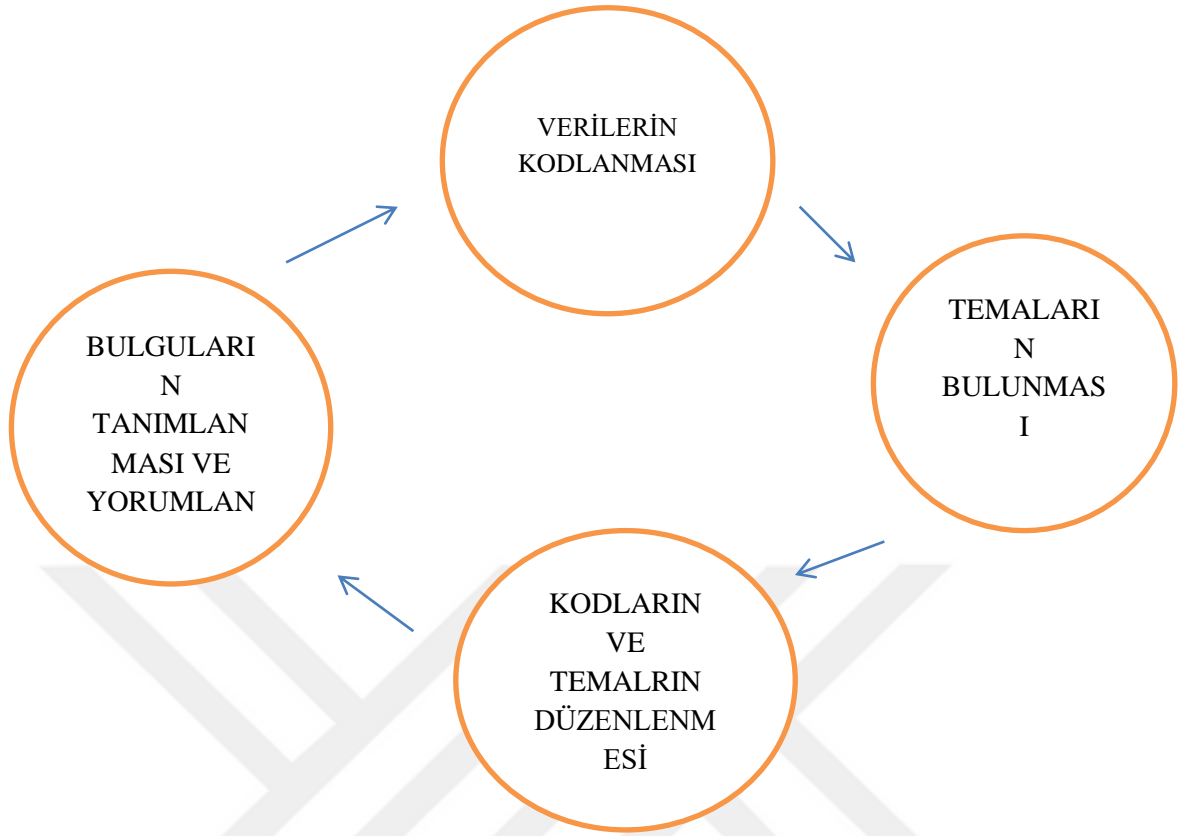 VERİLERİN
KODLANMASI
TEMALARI
N
BULUNMAS
I
KODLARIN
VE
TEMALRIN
DÜZENLENM
ESİ
BULGULARI
N
TANIMLAN
MASI VE
YORUMLAN